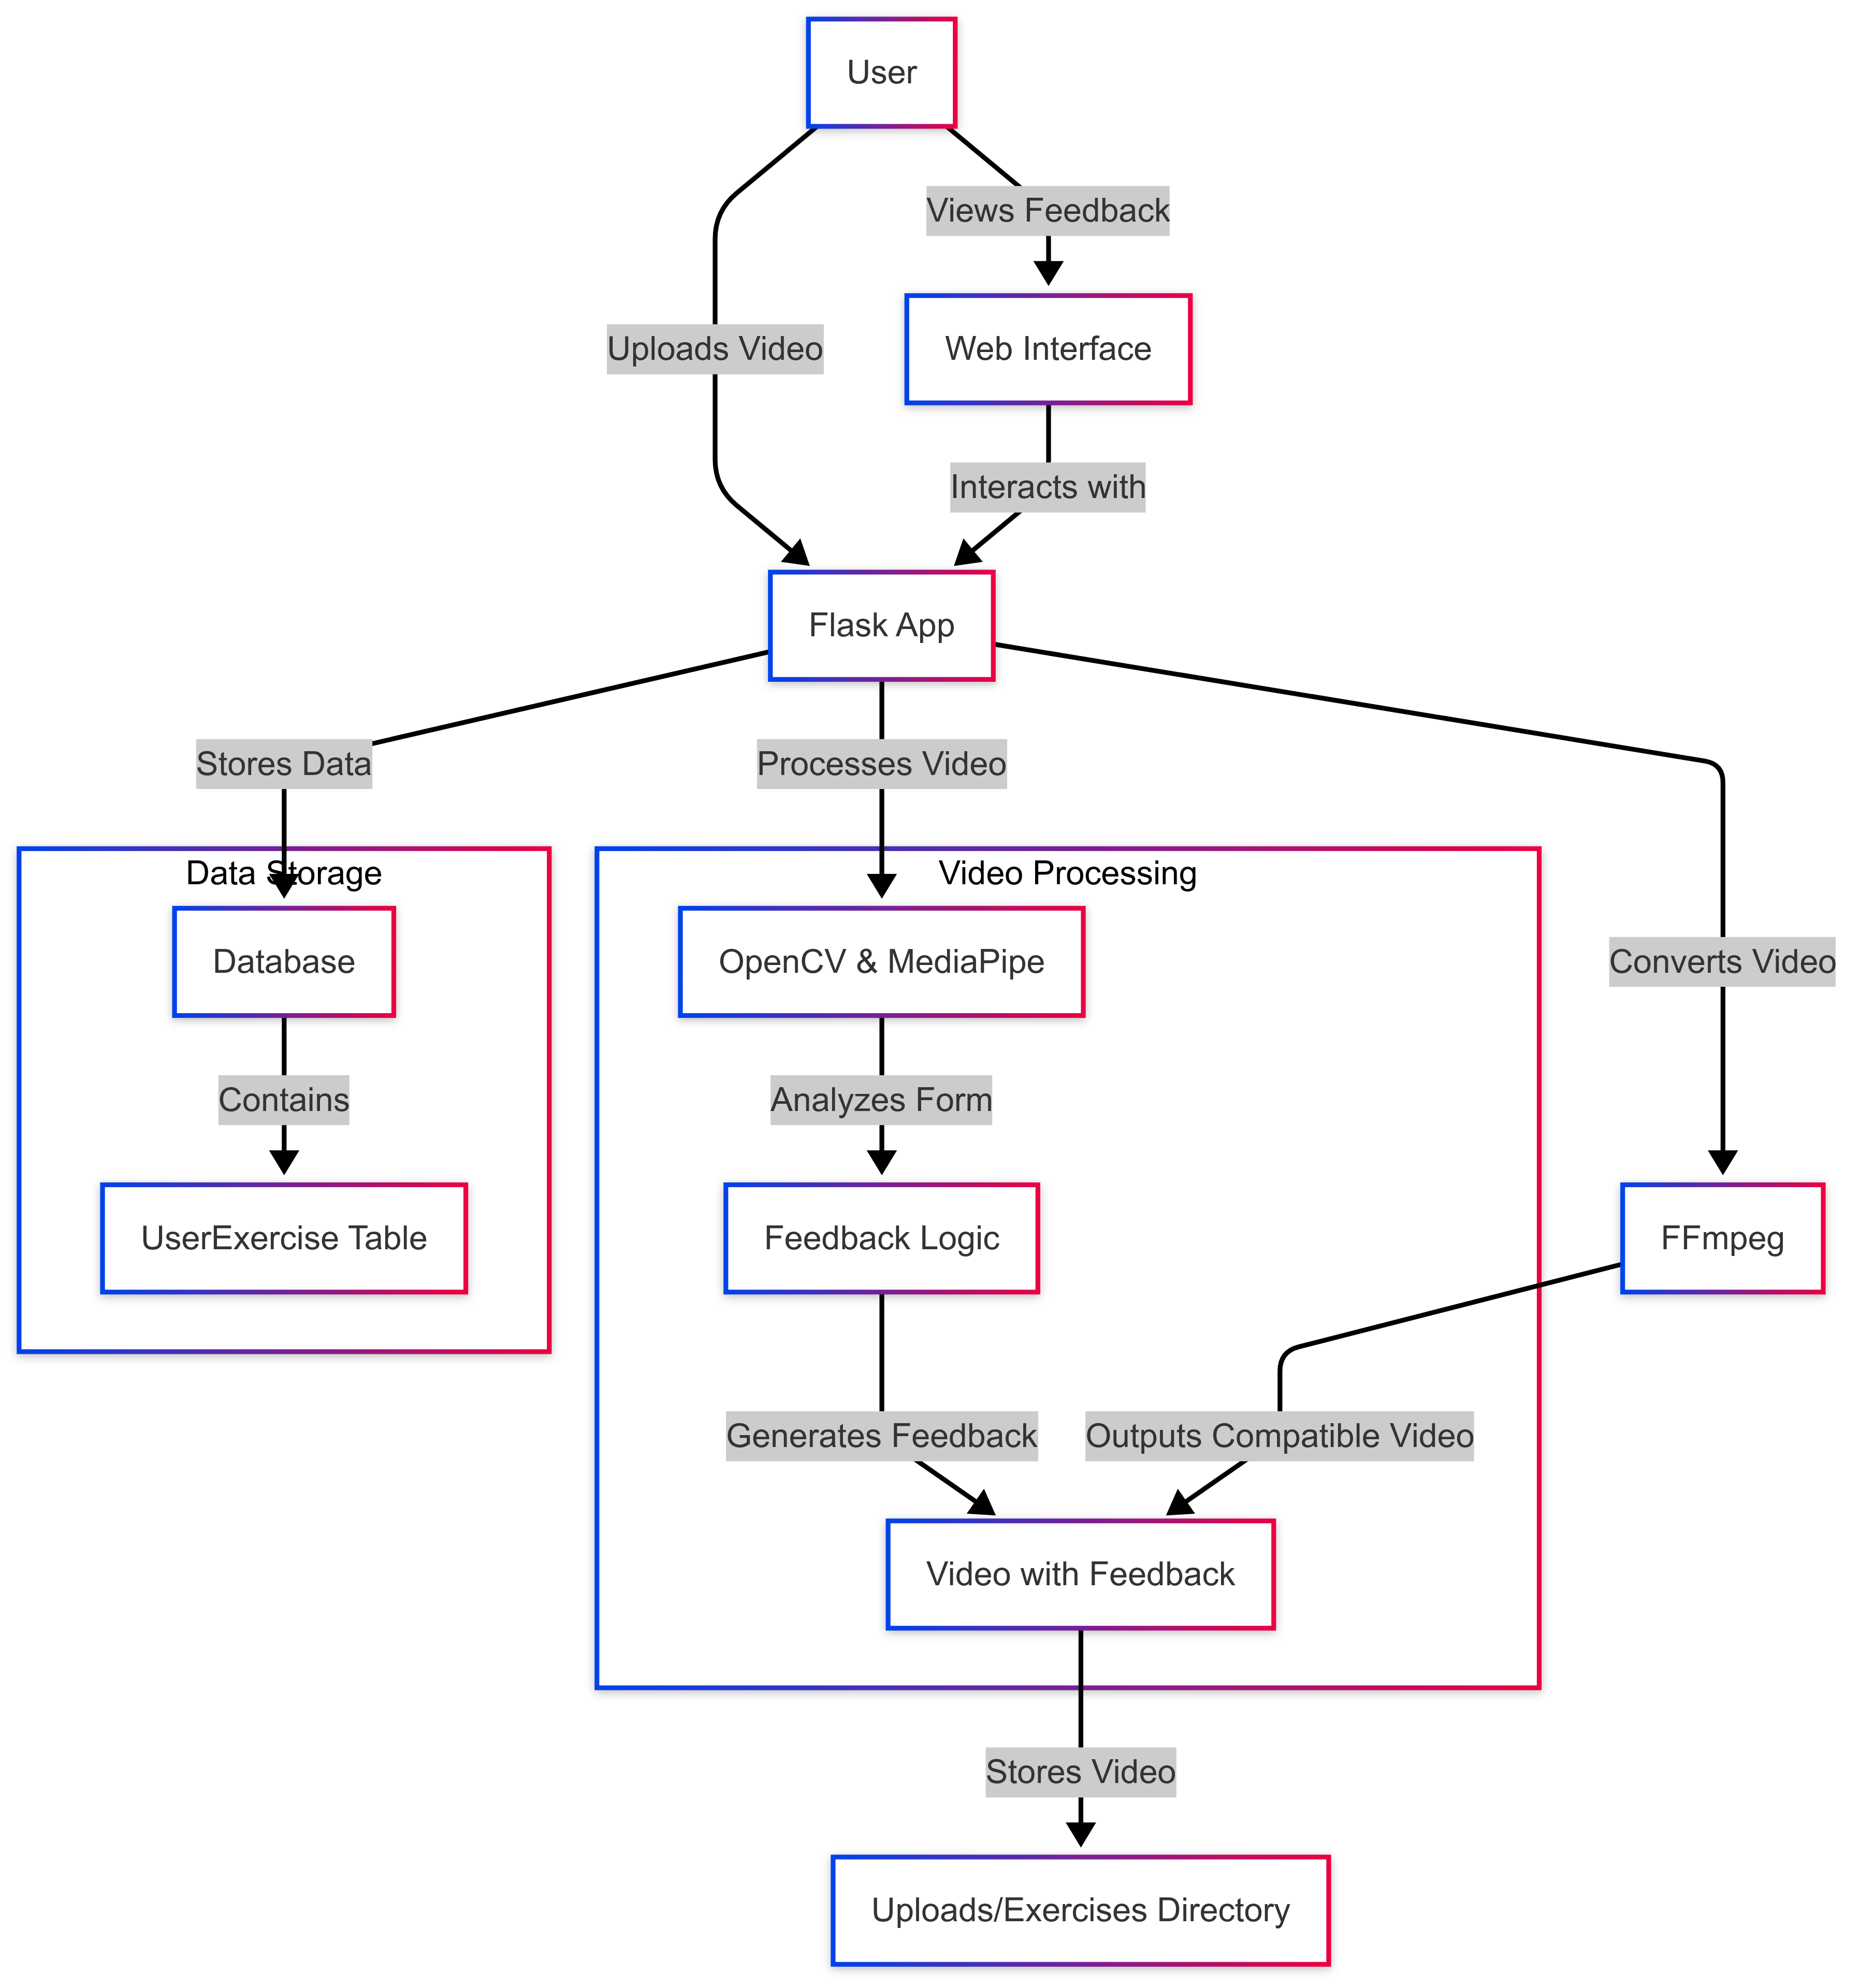 User
Views Feedback
Uploads Video
Web Interface
Interacts with
Flask App
Stores Data
Processes Video
Data Storage
Video Processing
Database
OpenCV & MediaPipe
Converts Video
Contains
Analyzes Form
UserExercise Table
Feedback Logic
FFmpeg
Generates Feedback
Outputs Compatible Video
Video with Feedback
Stores Video
Uploads/Exercises Directory